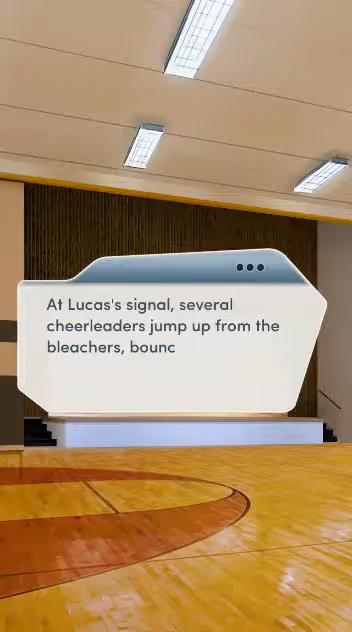 At Lucas's signal, several
cheerleaders jump up from the
bleachers, bounc